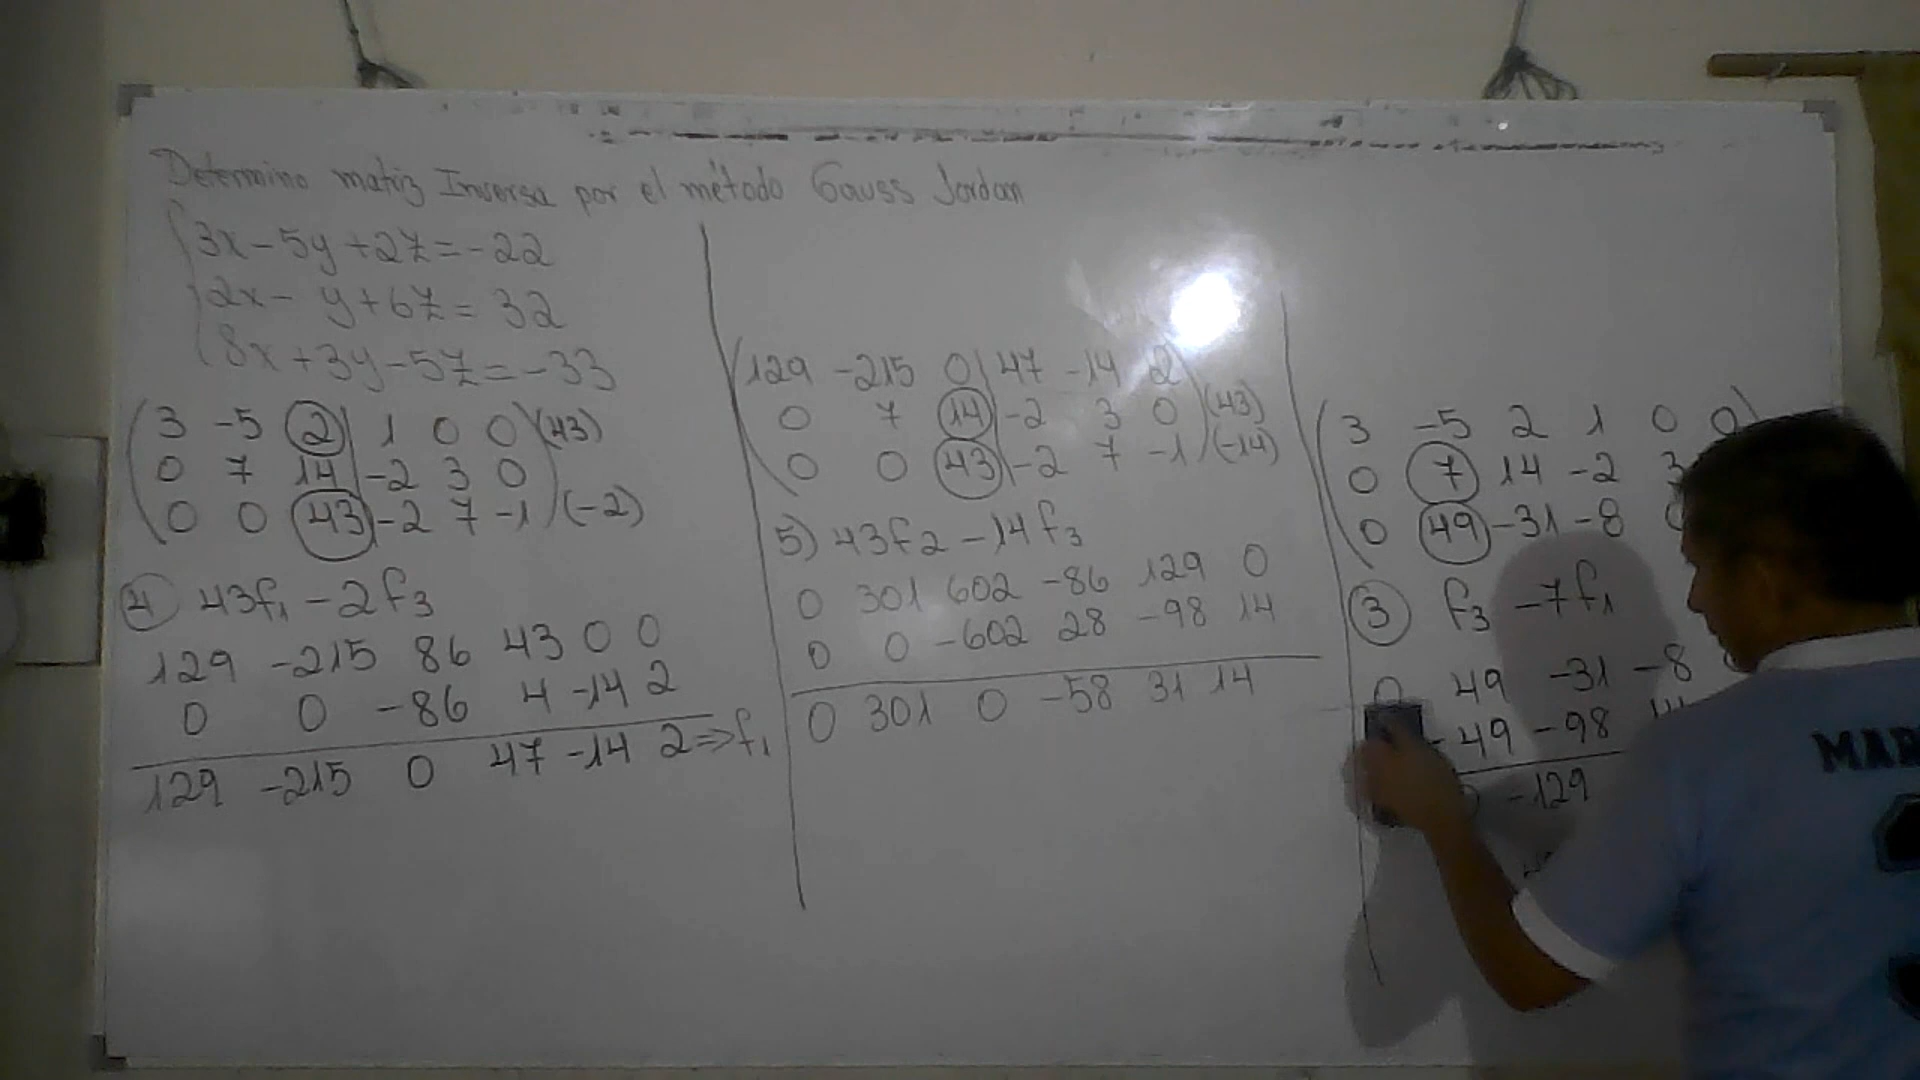 Determino matriz Inversa por el método Gauss Jordan
3x - 5y + 2z = -22
2x - y + 6z = 32
8x + 3y - 5z = -33
3 -5 2 | 1 0 0 (43)
0 7 14 | -2 3 0
0 0 43 | -2 7 -1 (-2)
4 43f1 - 2f3
129 -215 86 43 0 0
0 0 -86 4 -14 2
129 -215 0 47 -14 2 => f1
129 -215 0 | 47 -14 2
0 7 14 | -2 3 0 (43)
0 0 43 | -2 7 -1 (-14)
5) 43f2 - 14f3
0 301 602 -86 129 0
0 0 -602 28 -98 14
0 301 0 -58 31 14
3 -5 2 1 0 0
0 7 14 -2 3
0 49 -31 -8
3 f3 - 7f1
0 49 -31 -8
-49 -98
-129
MAR